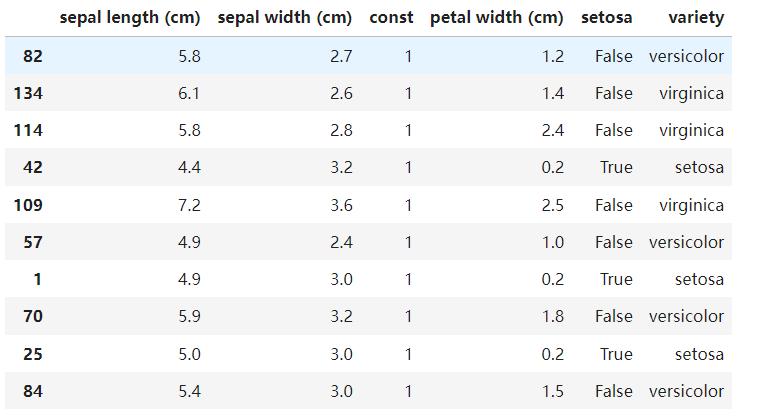 sepal length (cm) sepal width (cm) const petal width (cm) setosa variety
82 5.8 2.7 1 1.2 False versicolor
134 6.1 2.6 1 1.4 False virginica
114 5.8 2.8 1 2.4 False virginica
42 4.4 3.2 1 0.2 True setosa
109 7.2 3.6 1 2.5 False virginica
57 4.9 2.4 1 1.0 False versicolor
1 4.9 3.0 1 0.2 True setosa
70 5.9 3.2 1 1.8 False versicolor
25 5.0 3.0 1 0.2 True setosa
84 5.4 3.0 1 1.5 False versicolor